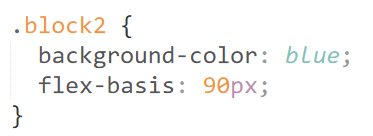 .block2 {
  background-color: blue;
  flex-basis: 90px;
}